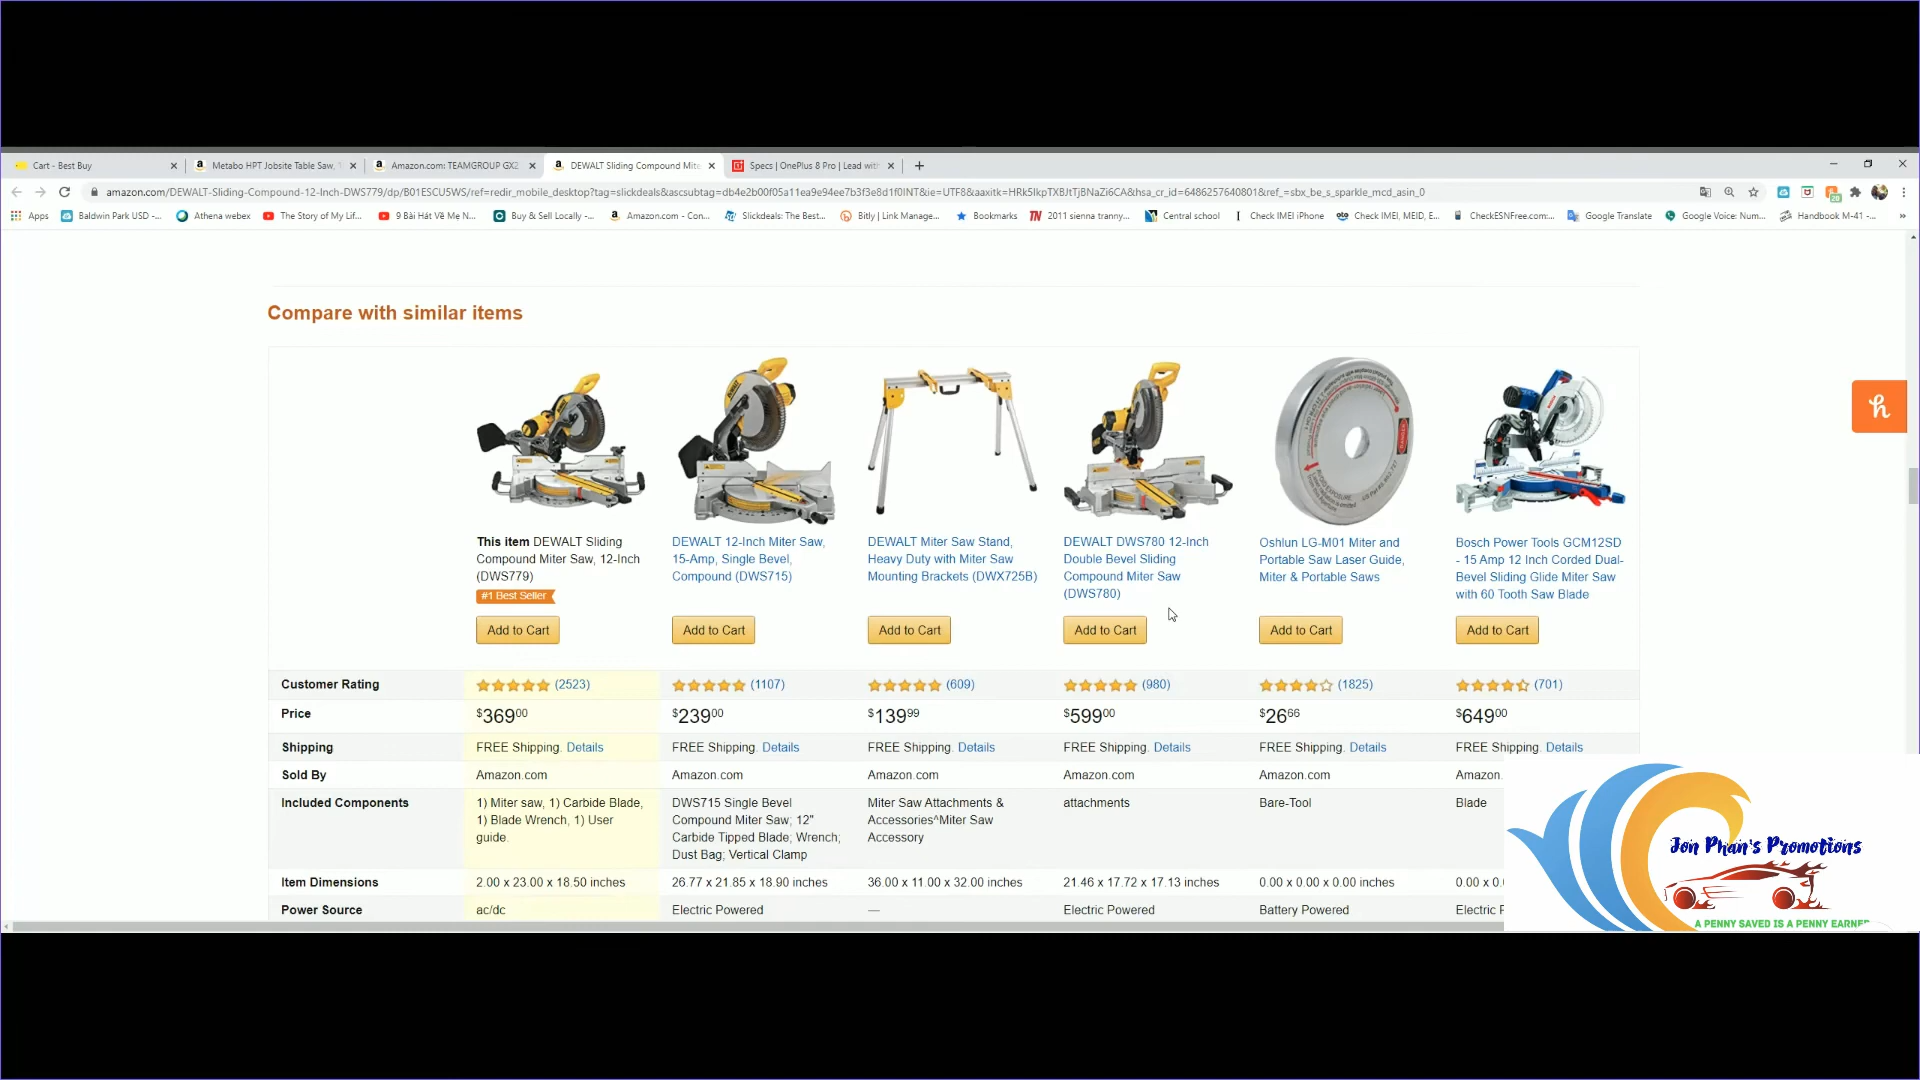 Cart - Best Buy
Metabo HPT Jobsite Table Saw,
Amazon.com: TEAMGROUP GX2
DEWALT Sliding Compound Mite
Specs | OnePlus 8 Pro | Lead with
amazon.com/DEWALT-Sliding-Compound-12-Inch-DWS779/dp/B01ESCU5WS/ref=redir_mobile_desktop?tag=slickdeals&ascsubtag=db4e2b00f05a11ea9e94ee7b3f3e8d1f0INT&ie=UTF8&aaxitk=HRk5IkpTXBJtTjBNaZi6CA&hsa_cr_id=6486257640801&ref_=sbx_be_s_sparkle_mcd_asin_0
Apps
Baldwin Park USD -...
Athena webex
The Story of My Lif...
9 Bài Hát Về Mẹ N...
Buy & Sell Locally -...
Amazon.com - Con...
Slickdeals: The Best...
Bitly | Link Manage...
Bookmarks
2011 sienna tranny...
Central school
Check IMEI iPhone
Check IMEI, MEID, E...
CheckESNFree.com:...
Google Translate
Google Voice: Num...
Handbook M-41 -...
Compare with similar items
This item DEWALT Sliding
Compound Miter Saw, 12-Inch
(DWS779)
#1 Best Seller
DEWALT 12-Inch Miter Saw,
15-Amp, Single Bevel,
Compound (DWS715)
DEWALT Miter Saw Stand,
Heavy Duty with Miter Saw
Mounting Brackets (DWX725B)
DEWALT DWS780 12-Inch
Double Bevel Sliding
Compound Miter Saw
(DWS780)
Oshlun LG-M01 Miter and
Portable Saw Laser Guide,
Miter & Portable Saws
Bosch Power Tools GCM12SD
- 15 Amp 12 Inch Corded Dual-
Bevel Sliding Glide Miter Saw
with 60 Tooth Saw Blade
Add to Cart
Add to Cart
Add to Cart
Add to Cart
Add to Cart
Add to Cart
Customer Rating (2523) (1107) (609) (980) (1825) (701)
Price $36900 $23900 $13999 $59900 $2666 $64900
Shipping FREE Shipping. Details FREE Shipping. Details FREE Shipping. Details FREE Shipping. Details FREE Shipping. Details FREE Shipping. Details
Sold By Amazon.com Amazon.com Amazon.com Amazon.com Amazon.com Amazon.
Included Components
1) Miter saw, 1) Carbide Blade,
1) Blade Wrench, 1) User
guide.
DWS715 Single Bevel
Compound Miter Saw; 12"
Carbide Tipped Blade; Wrench;
Dust Bag; Vertical Clamp
Miter Saw Attachments &
Accessories^Miter Saw
Accessory
attachments
Bare-Tool
Blade
Item Dimensions 2.00 x 23.00 x 18.50 inches 26.77 x 21.85 x 18.90 inches 36.00 x 11.00 x 32.00 inches 21.46 x 17.72 x 17.13 inches 0.00 x 0.00 x 0.00 inches 0.00 x 0.
Power Source ac/dc Electric Powered — Electric Powered Battery Powered Electric P
Jon Phan's Promotions
A PENNY SAVED IS A PENNY EARNED